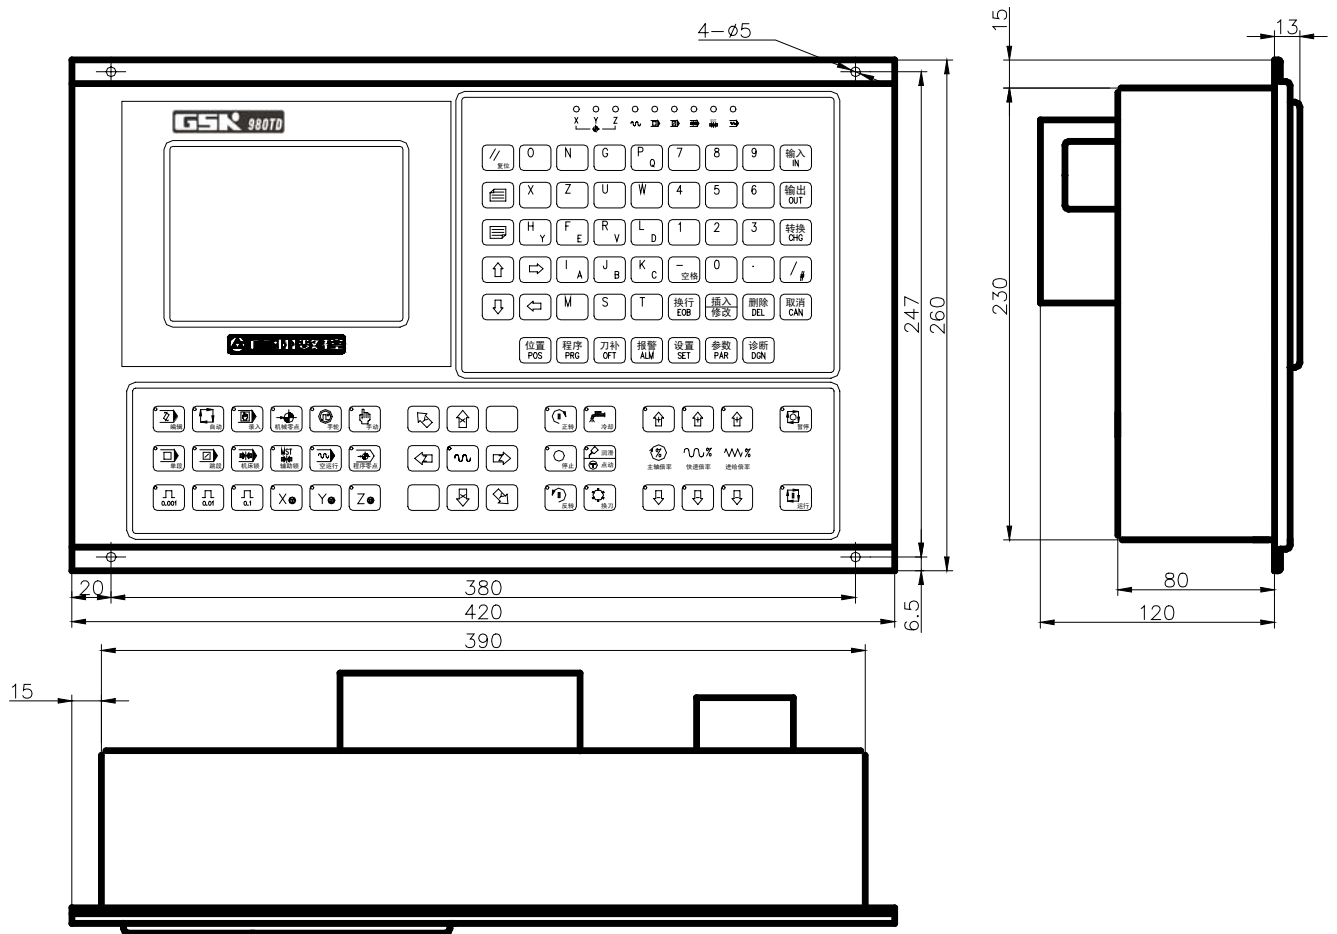 4-ø5
15
13
GSK 980TD
X Y Z
// 复位 O N G P Q 7 8 9 输入 IN
X Z U W 4 5 6 输出 OUT
H Y F E R V L D 1 2 3 转换 CHG
I A J B K C - 空格 0 . / #
M S T 换行 EOB 插入 修改 删除 DEL 取消 CAN
位置 POS 程序 PRG 刀补 OFT 报警 ALM 设置 SET 参数 PAR 诊断 DGN
247
260
230
编辑 自动 录入 机械零点 手轮 手动 正转 冷却 暂停
单段 跳段 机床锁 MST 辅助锁 空运行 程序零点 停止 润滑 点动 % 主轴倍率 % 快速倍率 % 进给倍率
0.001 0.01 0.1 X Y Z 反转 换刀 运行
20
380
420
6.5
80
120
390
15